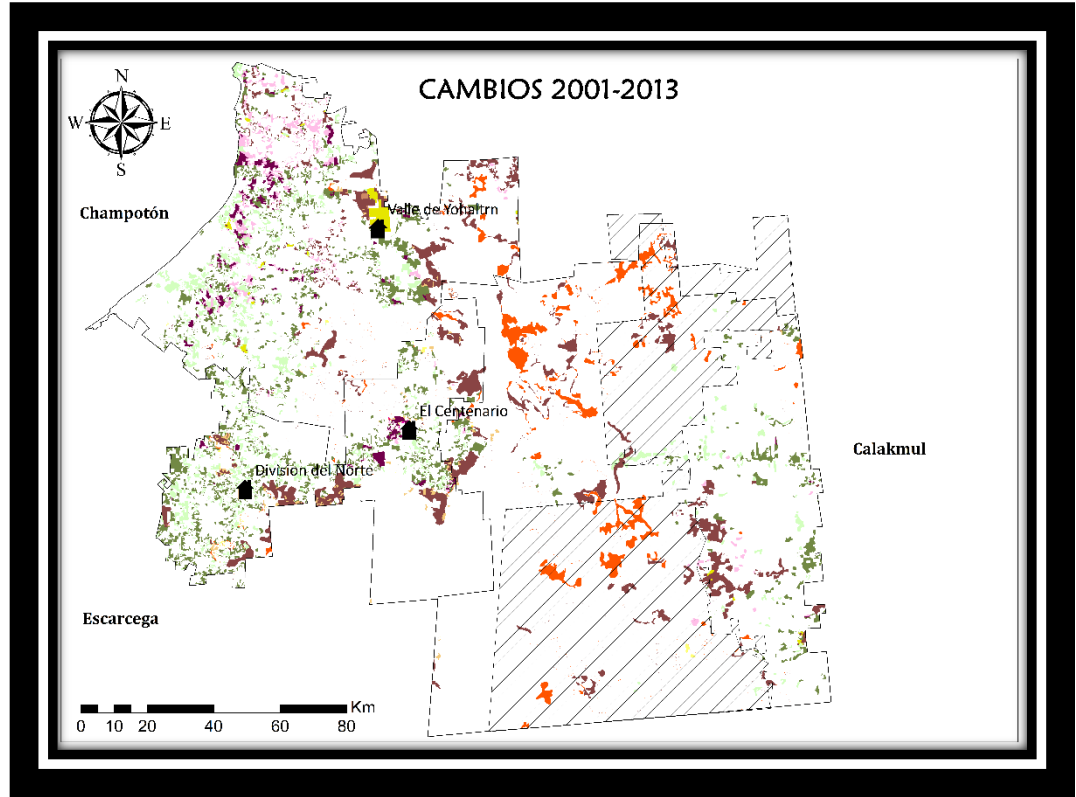 CAMBIOS 2001-2013
N
W E
S
Champotón
Valle de Yohaltrn
El Centenario
Calakmul
Division del Norte
Escarcega
Km
0 5 10 20 40 60 80